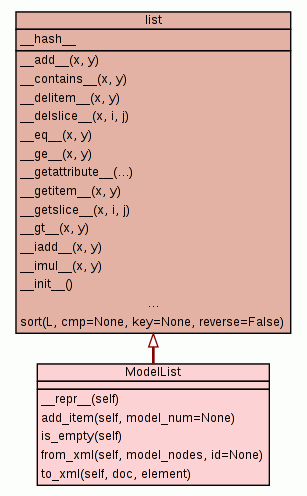 list
__hash__
__add__(x, y)
__contains__(x, y)
__delitem__(x, y)
__delslice__(x, i, j)
__eq__(x, y)
__ge__(x, y)
__getattribute__(...)
__getitem__(x, y)
__getslice__(x, i, j)
__gt__(x, y)
__iadd__(x, y)
__imul__(x, y)
__init__()
...
sort(L, cmp=None, key=None, reverse=False)
ModelList
__repr__(self)
add_item(self, model_num=None)
is_empty(self)
from_xml(self, model_nodes, id=None)
to_xml(self, doc, element)